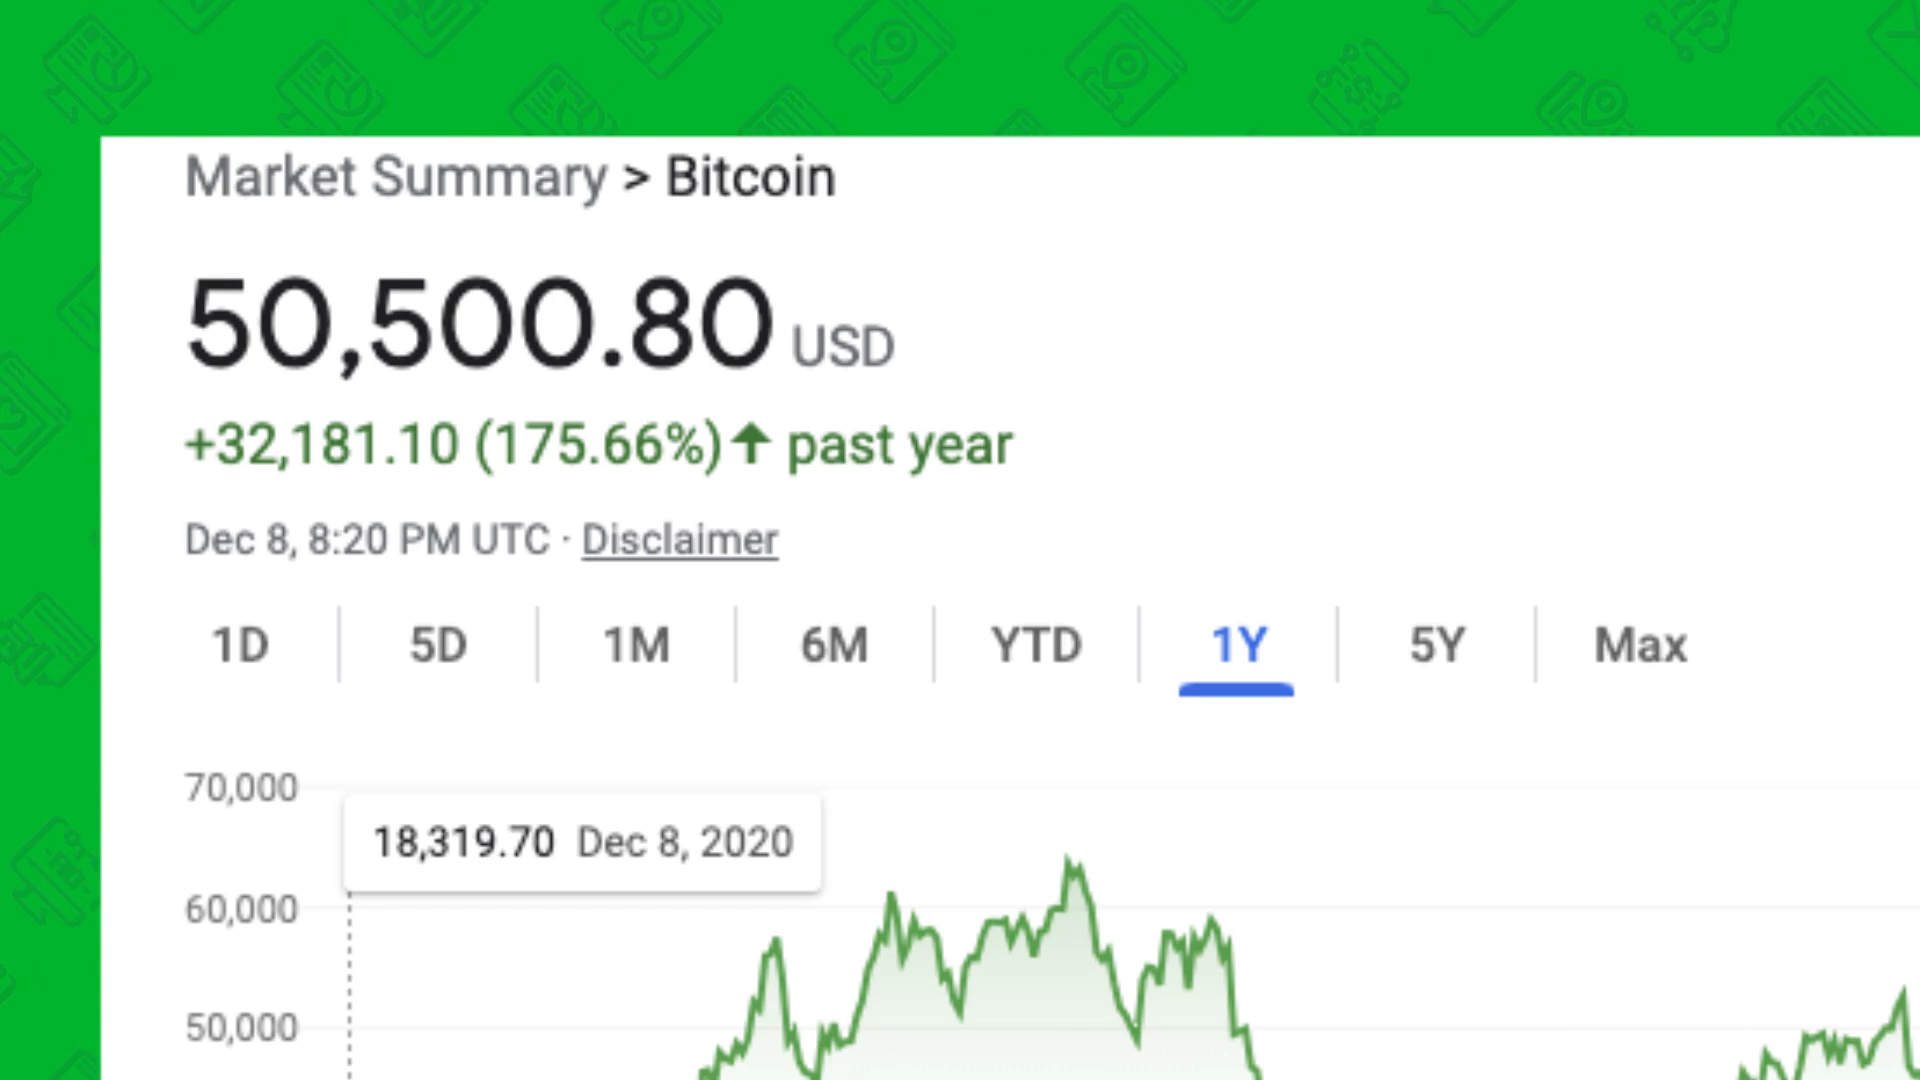 Market Summary > Bitcoin
50,500.80 USD
+32,181.10 (175.66%)↑ past year
Dec 8, 8:20 PM UTC · Disclaimer
1D 5D 1M 6M YTD 1Y 5Y Max
70,000
18,319.70 Dec 8, 2020
60,000
50,000